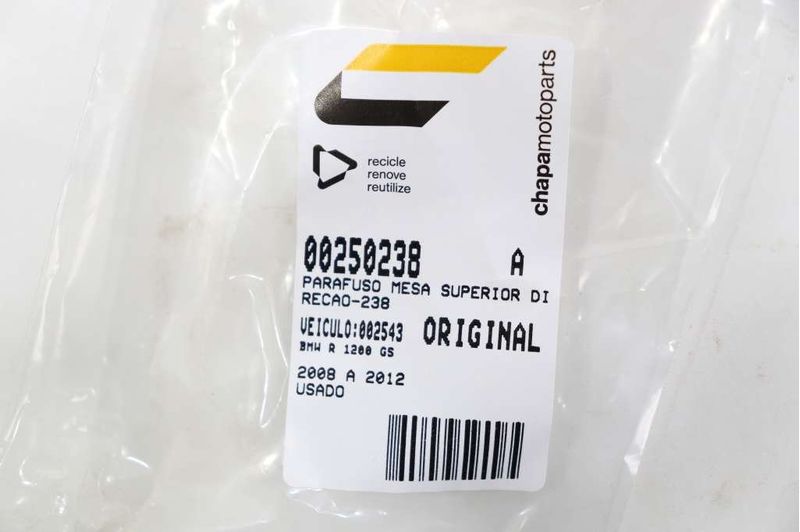 chapamotoparts
recicle
renove
reutilize
00250238 A
PARAFUSO MESA SUPERIOR DI
RECAO-238
VEICULO:002543 ORIGINAL
BMW R 1200 GS
2008 A 2012
USADO